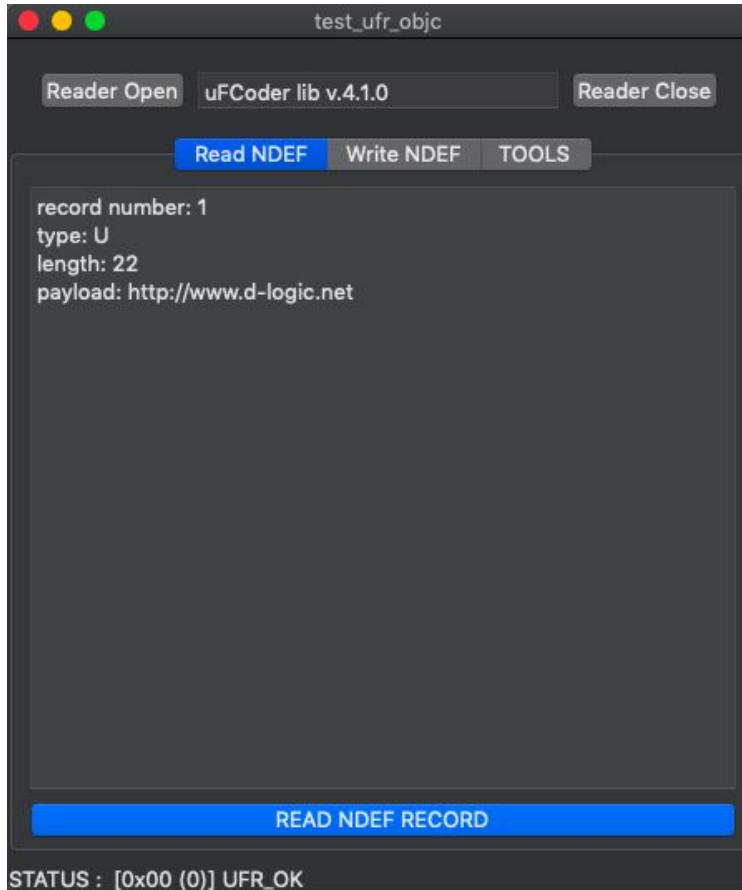 test_ufr_objc
Reader Open uFCoder lib v.4.1.0 Reader Close
Read NDEF Write NDEF TOOLS
record number: 1
type: U
length: 22
payload: http://www.d-logic.net
READ NDEF RECORD
STATUS : [0x00 (0)] UFR_OK